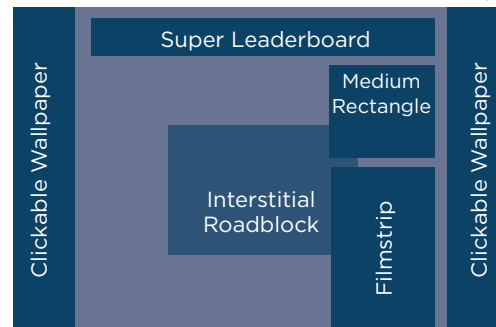 Clickable Wallpaper
Super Leaderboard
Medium
Rectangle
Interstitial
Roadblock
Filmstrip
Clickable Wallpaper